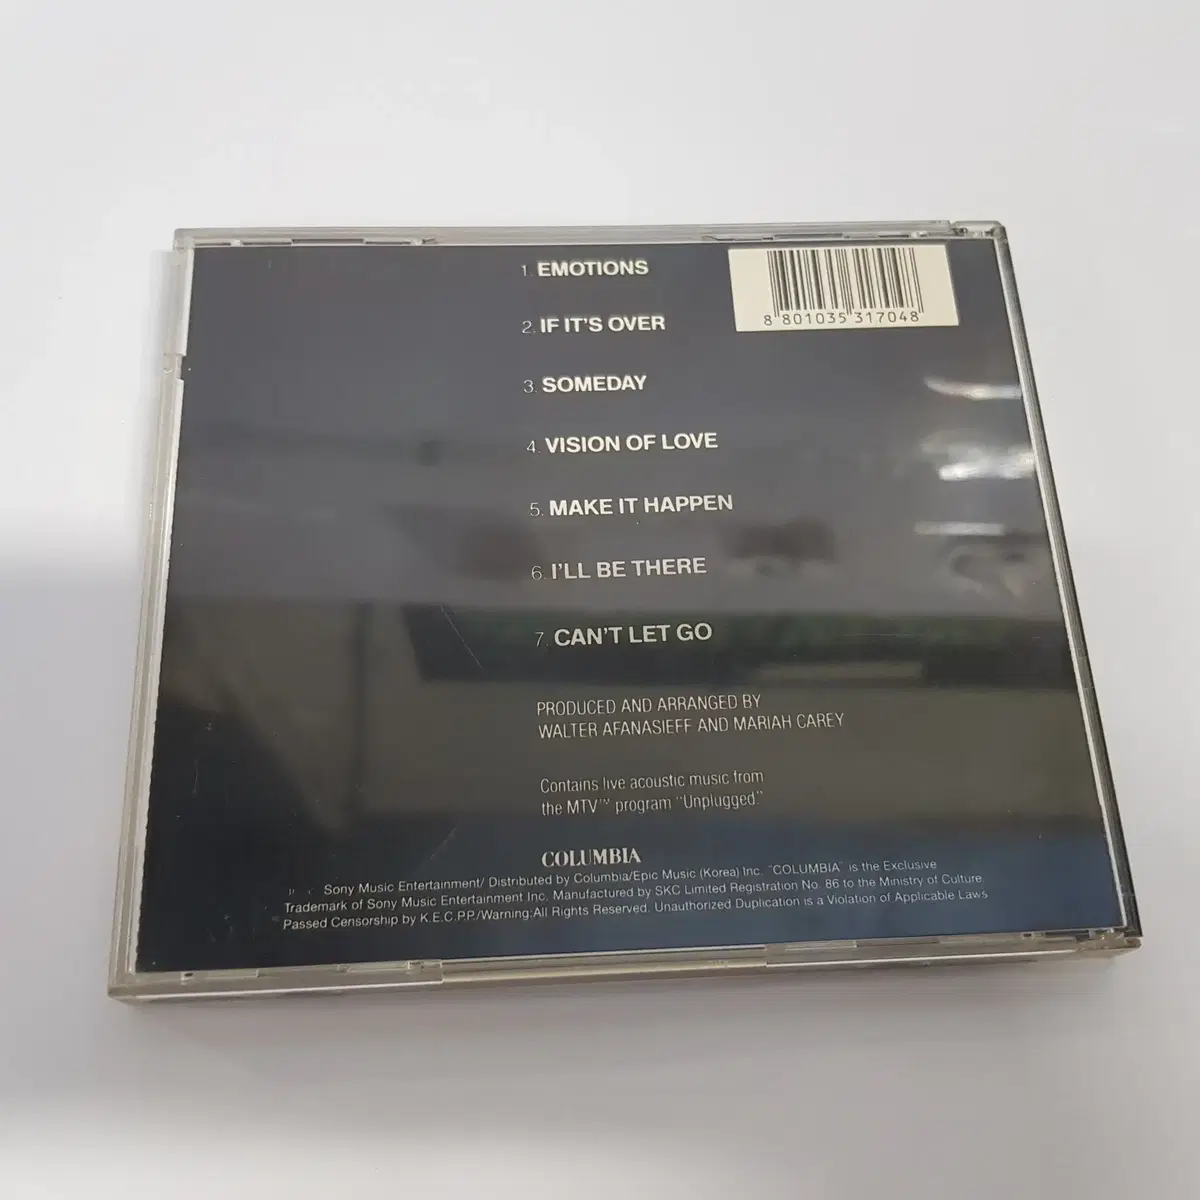 1. EMOTIONS
8 801035 317048
2. IF IT'S OVER
3. SOMEDAY
4. VISION OF LOVE
5. MAKE IT HAPPEN
6. I'LL BE THERE
7. CAN'T LET GO
PRODUCED AND ARRANGED BY
WALTER AFANASIEFF AND MARIAH CAREY
Contains live acoustic music from
the MTV™ program "Unplugged."
COLUMBIA
Sony Music Entertainment/ Distributed by Columbia/Epic Music (Korea) Inc. "COLUMBIA" is the Exclusive
Trademark of Sony Music Entertainment Inc. Manufactured by SKC Limited Registration No. 86 to the Ministry of Culture.
Passed Censorship by K.E.C.P.P./Warning:All Rights Reserved. Unauthorized Duplication is a Violation of Applicable Laws